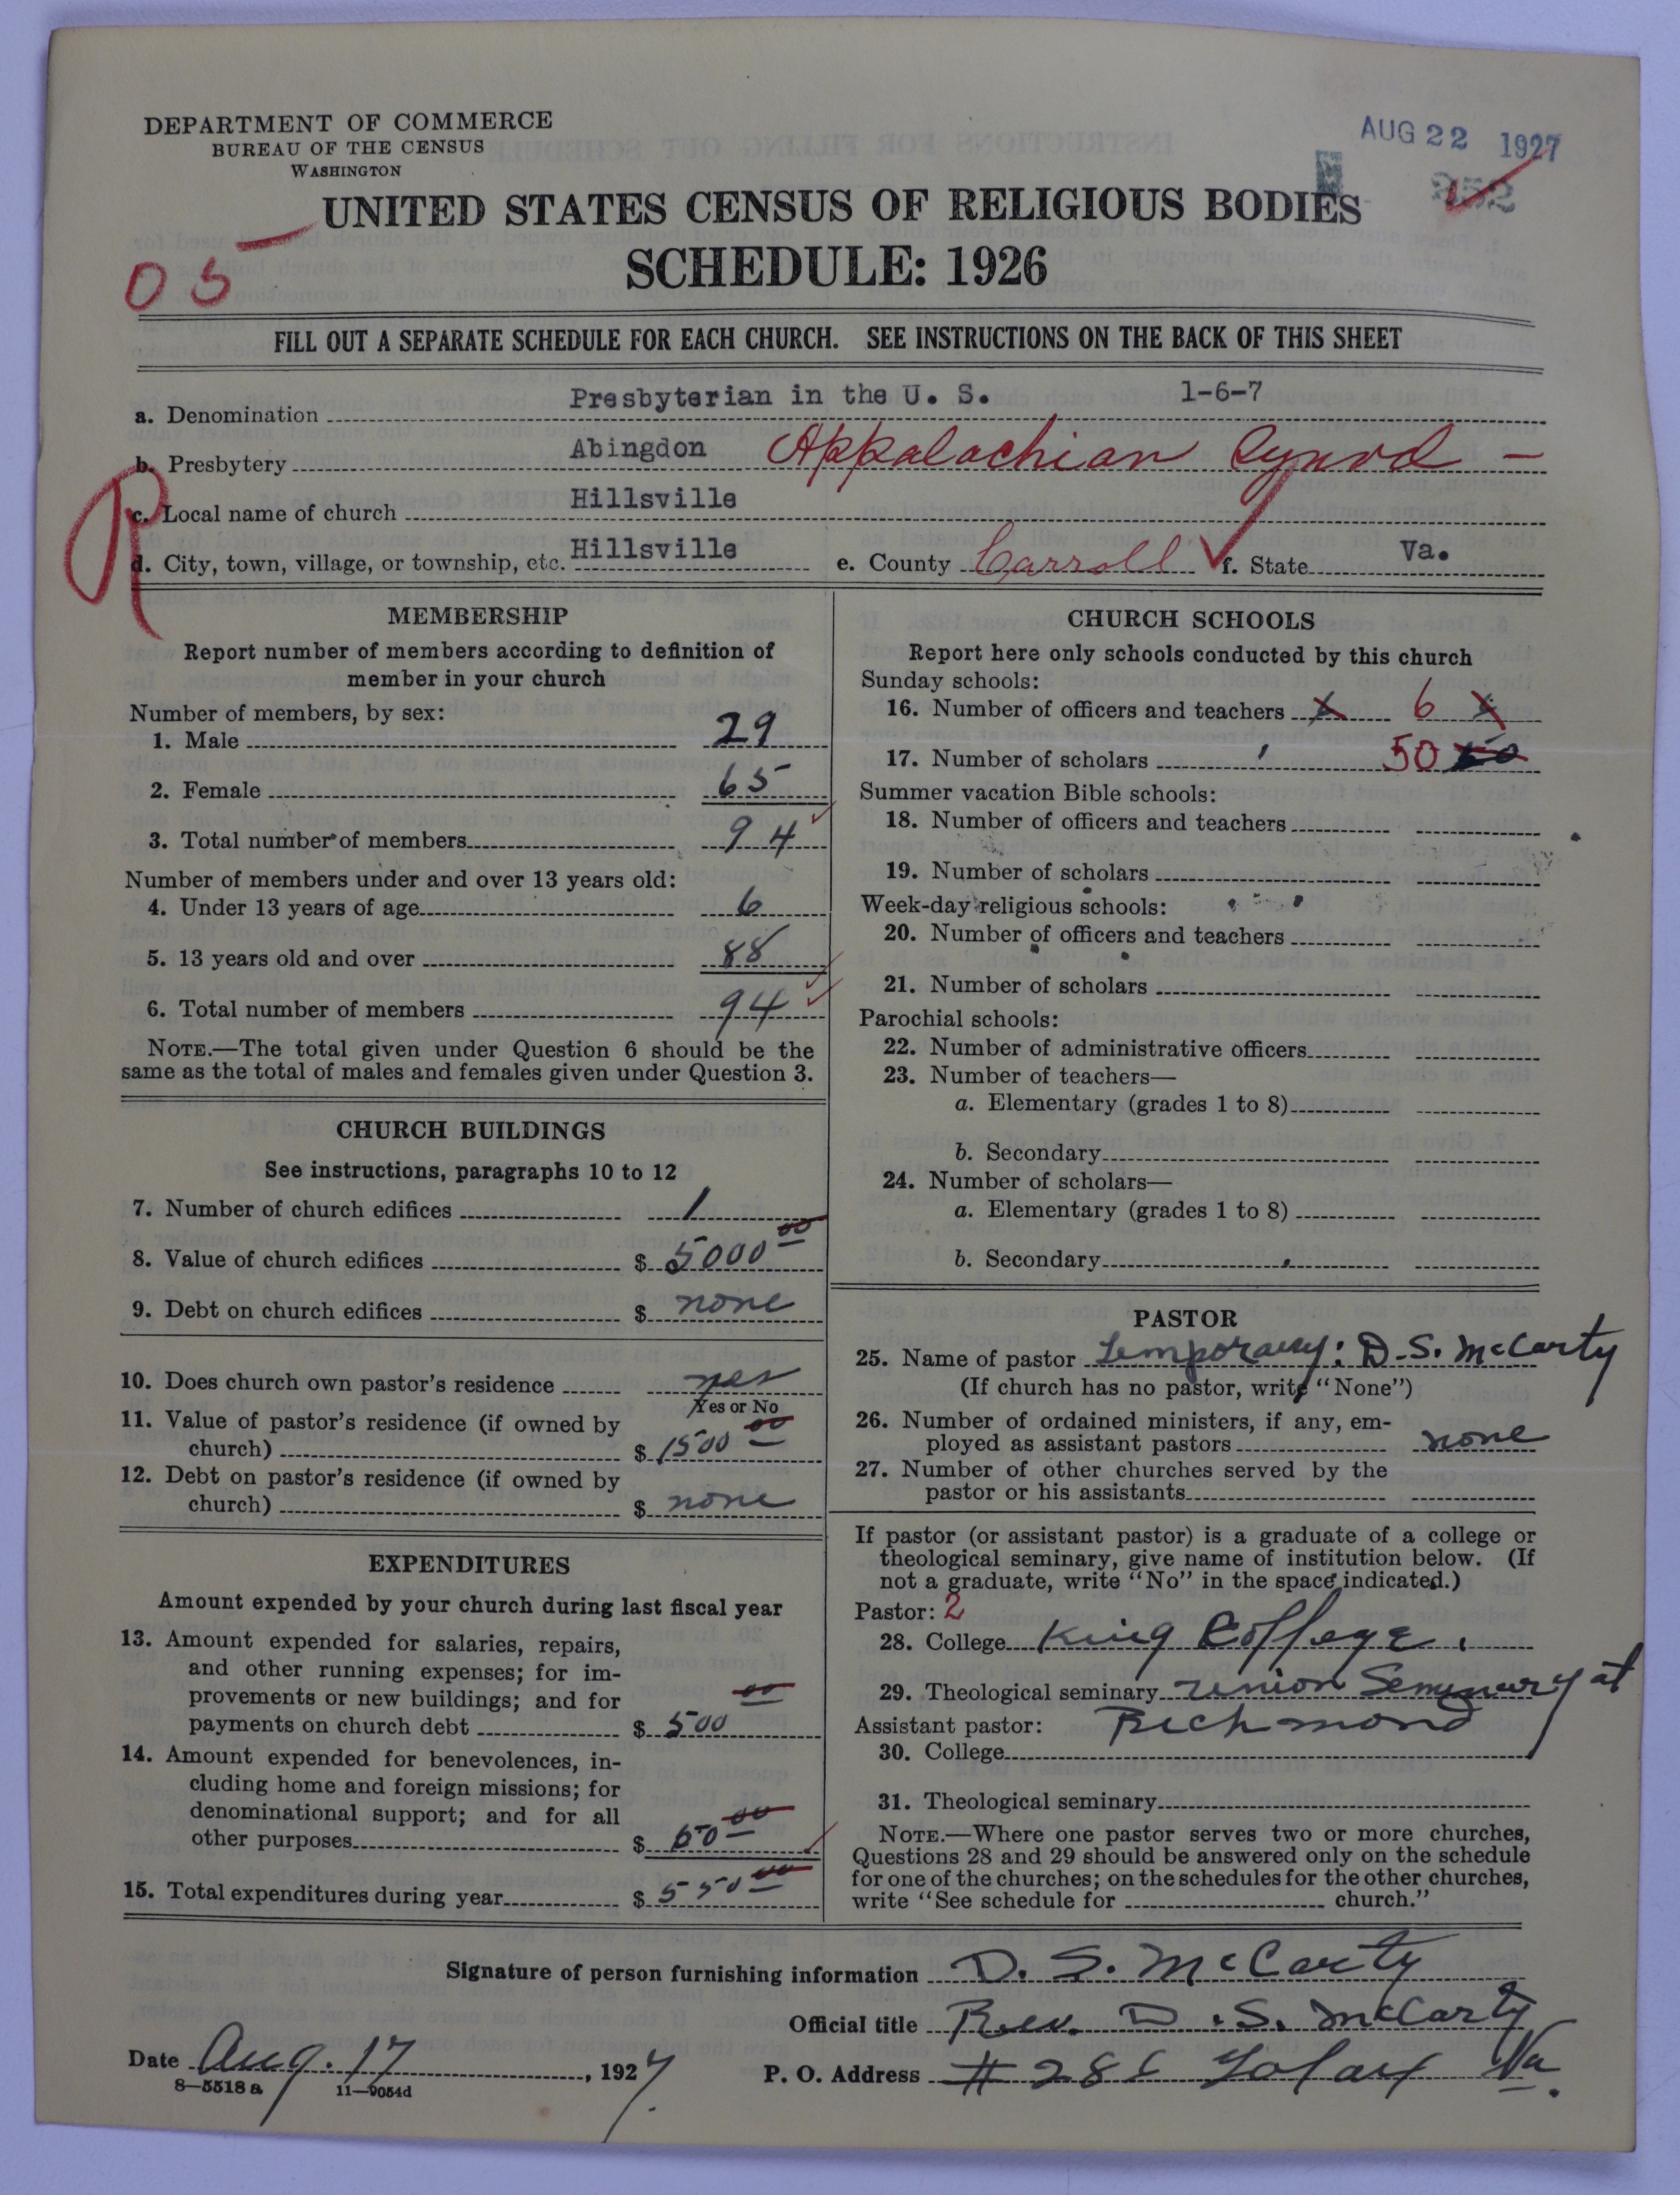 DEPARTMENT OF COMMERCE
BUREAU OF THE CENSUS
WASHINGTON
AUG 22 1927
952
UNITED STATES CENSUS OF RELIGIOUS BODIES
SCHEDULE: 1926
05
FILL OUT A SEPARATE SCHEDULE FOR EACH CHURCH. SEE INSTRUCTIONS ON THE BACK OF THIS SHEET
a. Denomination Presbyterian in the U. S. 1-6-7
b. Presbytery Abingdon Appalachian Synod —
c. Local name of church Hillsville
d. City, town, village, or township, etc. Hillsville e. County Carroll f. State Va.
MEMBERSHIP
Report number of members according to definition of
member in your church
Number of members, by sex:
1. Male 29
2. Female 65
3. Total number of members 94
Number of members under and over 13 years old:
4. Under 13 years of age 6
5. 13 years old and over 88
6. Total number of members 94
NOTE.—The total given under Question 6 should be the
same as the total of males and females given under Question 3.
CHURCH BUILDINGS
See instructions, paragraphs 10 to 12
7. Number of church edifices 1
8. Value of church edifices $ 5000 00
9. Debt on church edifices $ none
10. Does church own pastor's residence yes
Yes or No
11. Value of pastor's residence (if owned by
church) $ 1500 00
12. Debt on pastor's residence (if owned by
church) $ none
EXPENDITURES
Amount expended by your church during last fiscal year
13. Amount expended for salaries, repairs,
and other running expenses; for im-
provements or new buildings; and for
payments on church debt $ 500 00
14. Amount expended for benevolences, in-
cluding home and foreign missions; for
denominational support; and for all
other purposes $ 50 00
15. Total expenditures during year $ 550 00
CHURCH SCHOOLS
Report here only schools conducted by this church
Sunday schools:
16. Number of officers and teachers 6
17. Number of scholars 50
Summer vacation Bible schools:
18. Number of officers and teachers
19. Number of scholars
Week-day religious schools:
20. Number of officers and teachers
21. Number of scholars
Parochial schools:
22. Number of administrative officers
23. Number of teachers—
a. Elementary (grades 1 to 8)
b. Secondary
24. Number of scholars—
a. Elementary (grades 1 to 8)
b. Secondary
PASTOR
25. Name of pastor Temporary: D. S. McCarty
(If church has no pastor, write "None")
26. Number of ordained ministers, if any, em-
ployed as assistant pastors none
27. Number of other churches served by the
pastor or his assistants
If pastor (or assistant pastor) is a graduate of a college or
theological seminary, give name of institution below. (If
not a graduate, write "No" in the space indicated.)
Pastor: 2
28. College King College.
29. Theological seminary Union Seminary at
Assistant pastor: Richmond
30. College
31. Theological seminary
NOTE.—Where one pastor serves two or more churches,
Questions 28 and 29 should be answered only on the schedule
for one of the churches; on the schedules for the other churches,
write "See schedule for church."
Signature of person furnishing information D. S. McCarty
Official title Rev. D. S. McCarty
Date Aug. 17, 1927. P. O. Address # 286 Galax Va.
8—5518 a 11—9054d